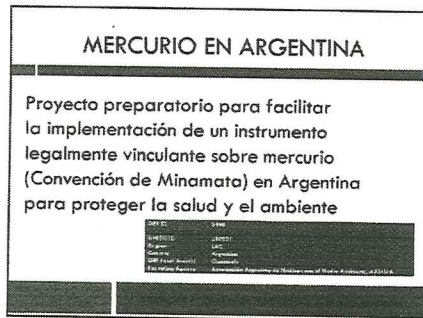 MERCURIO EN ARGENTINA
Proyecto preparatorio para facilitar
la implementación de un instrumento
legalmente vinculante sobre mercurio
(Convención de Minamata) en Argentina
para proteger la salud y el ambiente
Argentina